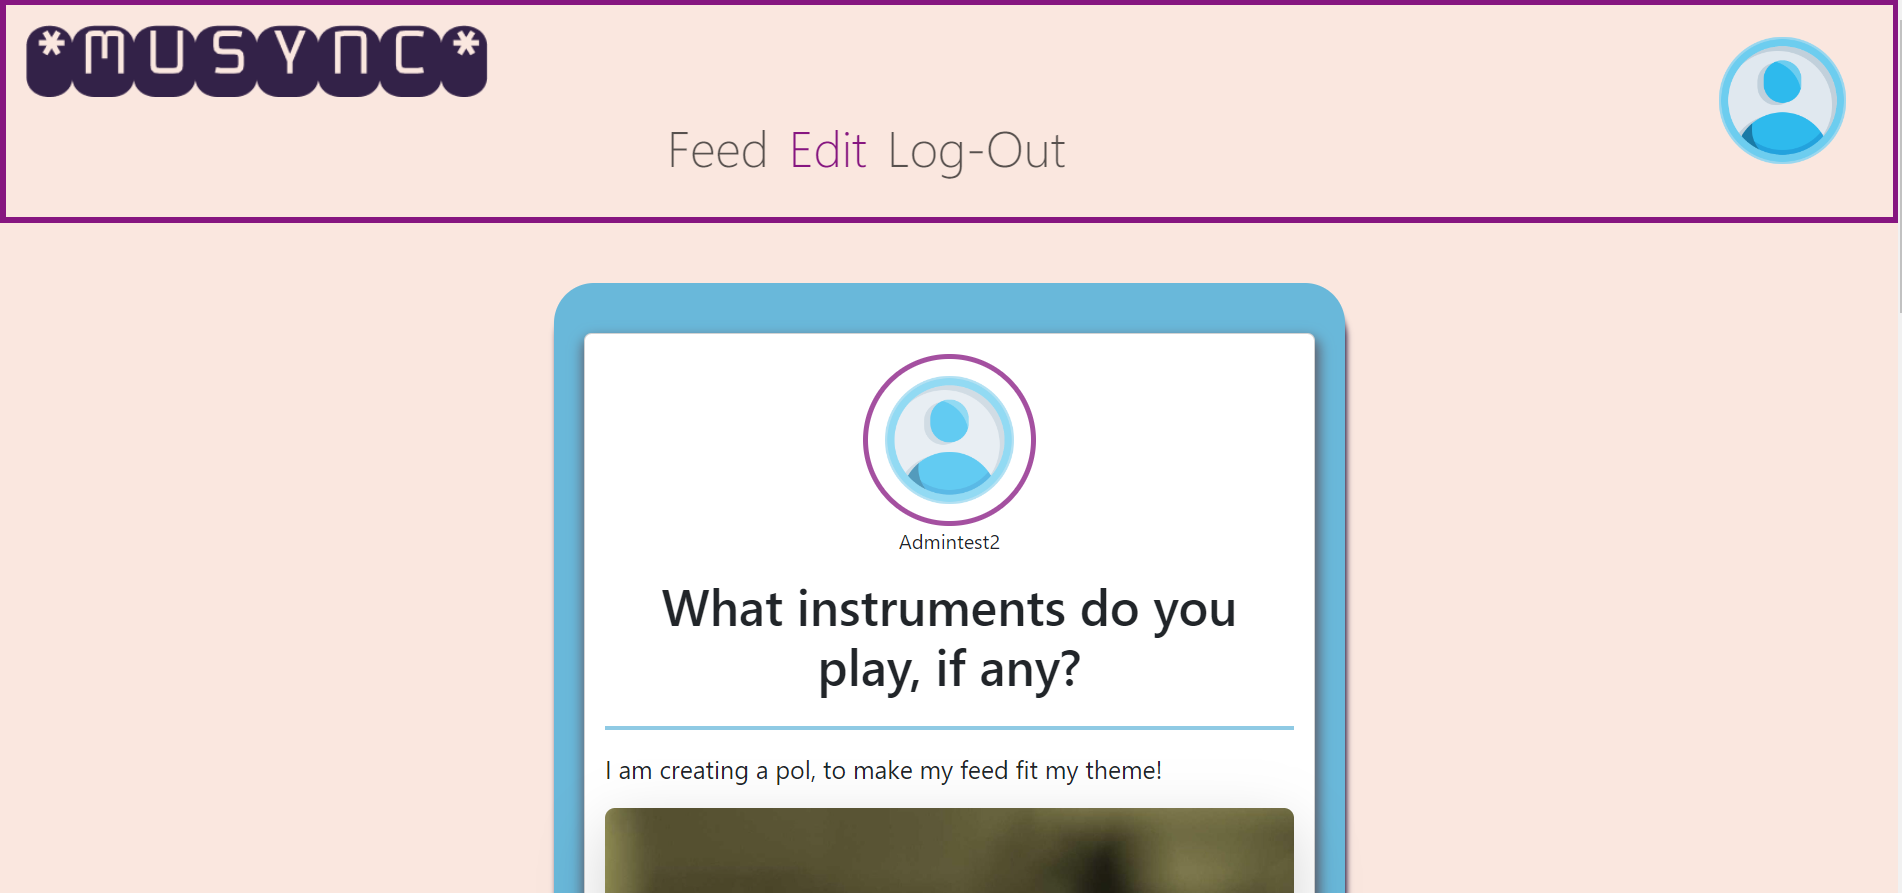 *MUSYNC*
Feed Edit Log-Out
Admintest2
What instruments do you
play, if any?
I am creating a pol, to make my feed fit my theme!